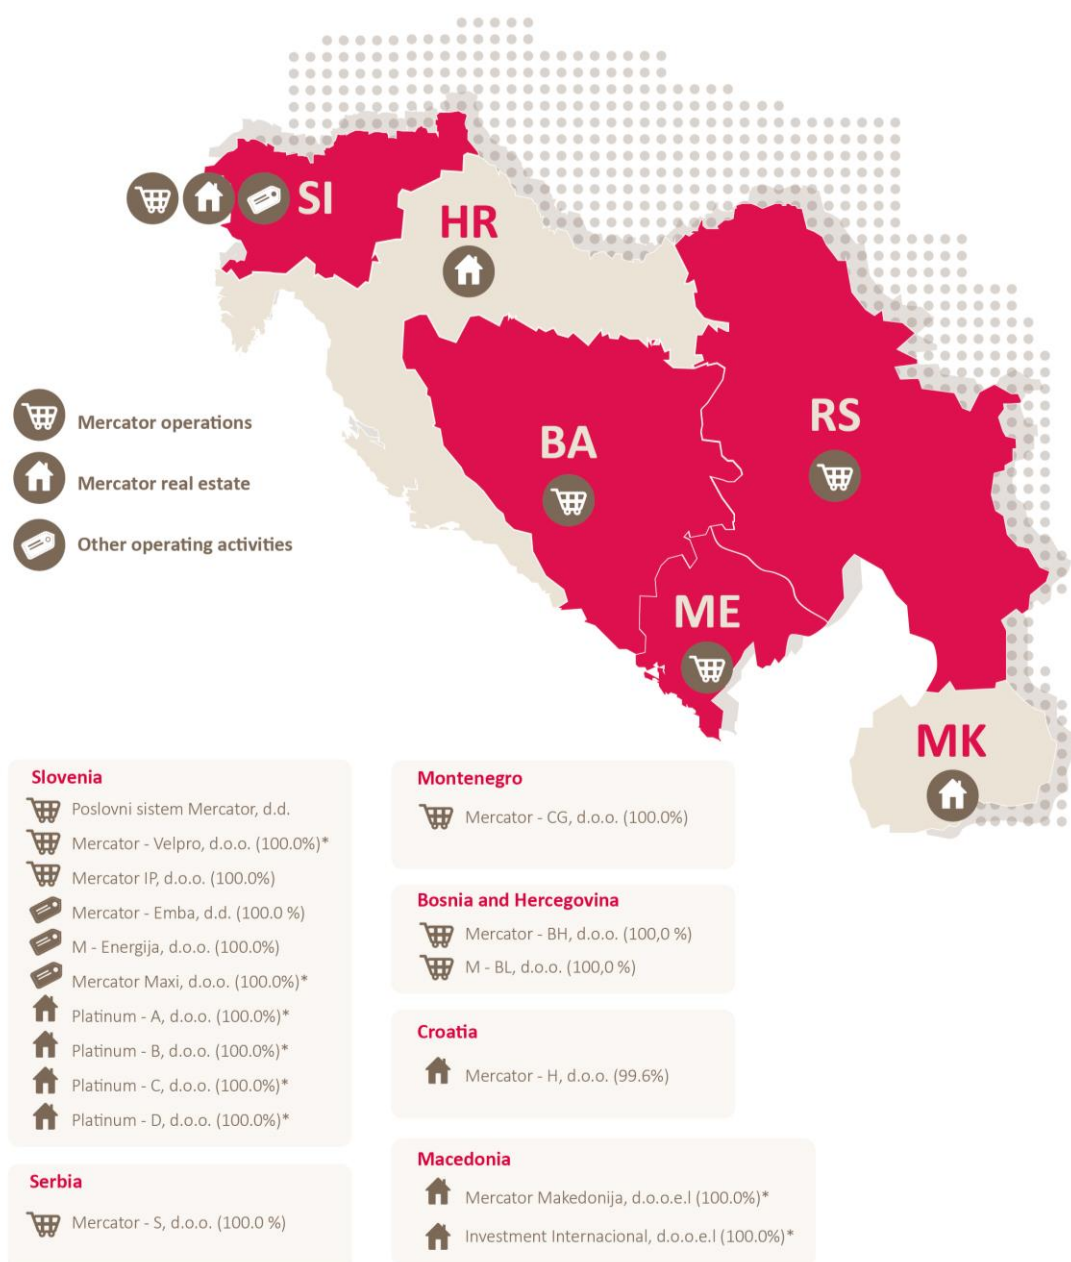 SI
HR
BA
RS
ME
MK
Mercator operations
Mercator real estate
Other operating activities
Slovenia
Poslovni sistem Mercator, d.d.
Mercator - Velpro, d.o.o. (100.0%)*
Mercator IP, d.o.o. (100.0%)
Mercator - Emba, d.d. (100.0 %)
M - Energija, d.o.o. (100.0%)
Mercator Maxi, d.o.o. (100.0%)*
Platinum - A, d.o.o. (100.0%)*
Platinum - B, d.o.o. (100.0%)*
Platinum - C, d.o.o. (100.0%)*
Platinum - D, d.o.o. (100.0%)*
Serbia
Mercator - S, d.o.o. (100.0 %)
Montenegro
Mercator - CG, d.o.o. (100.0%)
Bosnia and Hercegovina
Mercator - BH, d.o.o. (100,0 %)
M - BL, d.o.o. (100,0 %)
Croatia
Mercator - H, d.o.o. (99.6%)
Macedonia
Mercator Makedonija, d.o.o.e.l (100.0%)*
Investment Internacional, d.o.o.e.l (100.0%)*